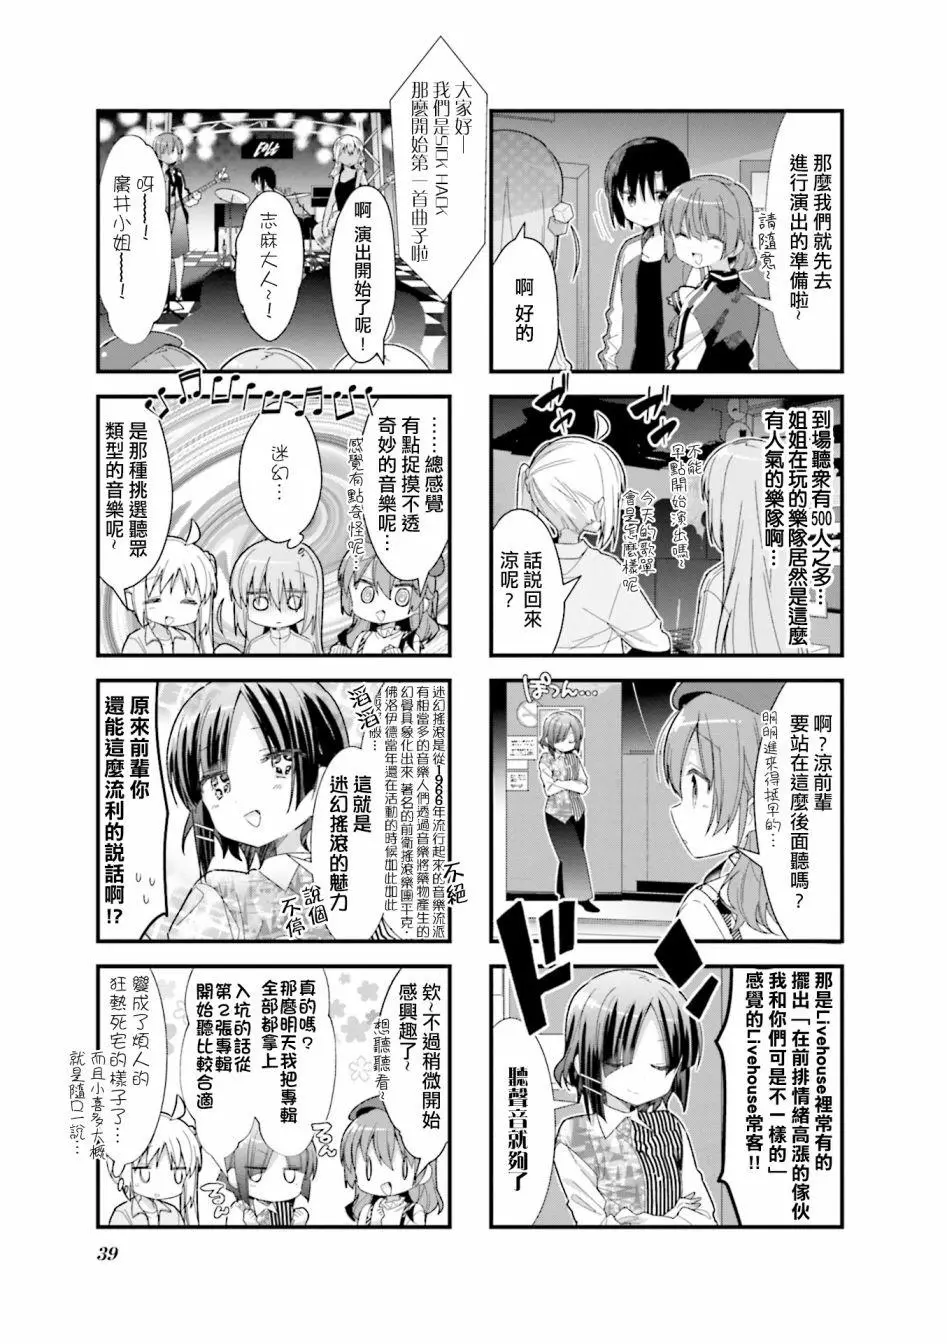 那麼我們就先去
進行演出的準備啦~
請隨意~
啊 好的
到場聽衆有500人之多…
姐姐在玩的樂隊居然是這麼
有人氣的樂隊啊…
不能
早點開始演出嗎~
今天的歌單
會是怎麼樣呢
話說回來
涼呢？
啊？涼前輩
要站在這麼後面聽嗎？
明明進來得挺早的…
ぽつん…
那是Livehouse裡常有的
擺出「在前排情緒高漲的傢伙
我和你們可是不一樣的」
感覺的Livehouse常客!!
聽聲音就夠了
大家好—
我們是SICK HACK
那麼開始第一首曲子啦
啊 演出開始了呢！
志麻大人~！
呀~~~~！
廣井小姐~~~~！
……總感覺
有點捉摸不透
奇妙的音樂呢…
感覺有點奇怪呢…
迷幻…
是那種挑選聽眾
類型的音樂呢~
迷幻搖滾是從1966年流行起來的音樂流派
有相當多的音樂人們透過音樂將藥物產生的
幻覺具象化出來 著名的前衛搖滾樂團平克·
佛洛伊德當年還在活動的時候如此如此
般般…
滔滔
不絕
說個
不停
這就是
迷幻搖滾的魅力
原來前輩你
還能這麼流利的說話啊!?
欸~不過稍微開始
感興趣了~
想聽聽看~
真的嗎？
那麼明天我把專輯
全部都拿上
入坑的話從
第2張專輯
開始聽比較合適
變成了煩人的
狂熱死宅的樣子了…
而且小喜多大概
就是隨口一說…
39